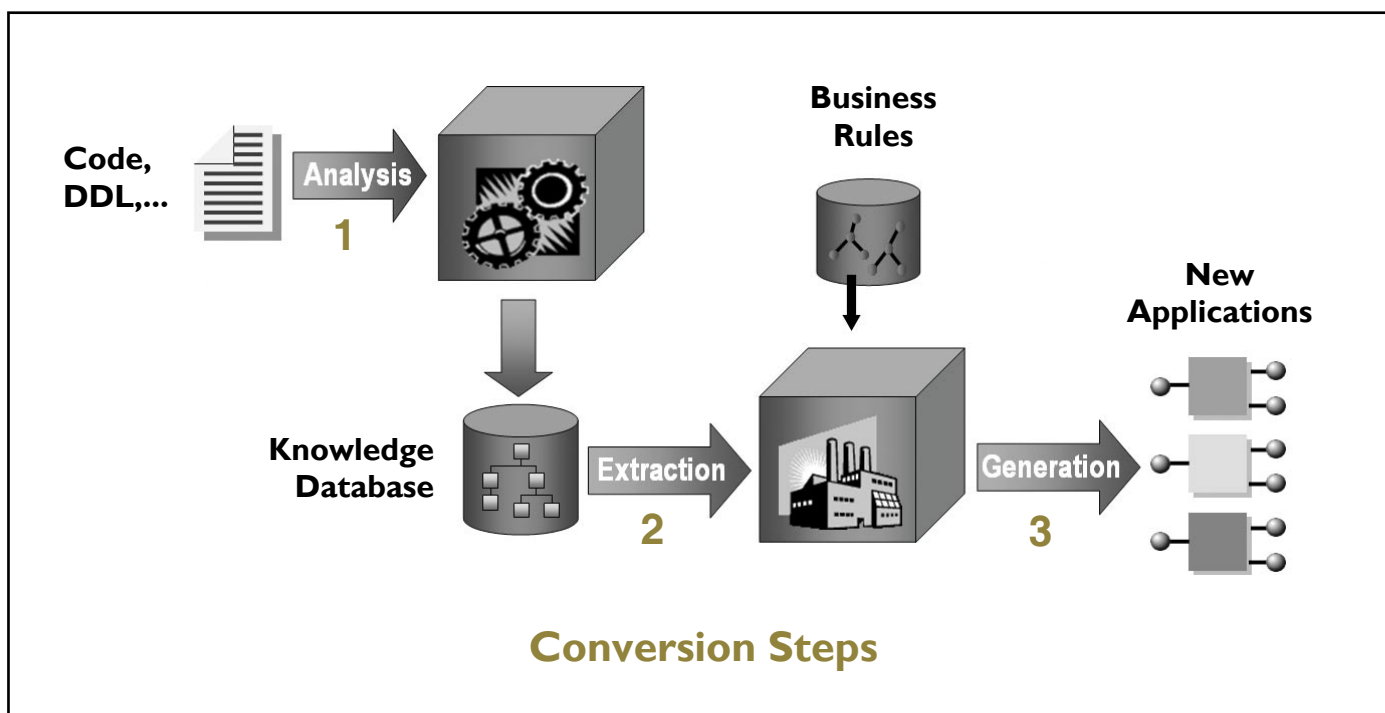 Code,
DDL,...
Analysis
1
Business
Rules
New
Applications
Knowledge
Database
Extraction
2
Generation
3
Conversion Steps